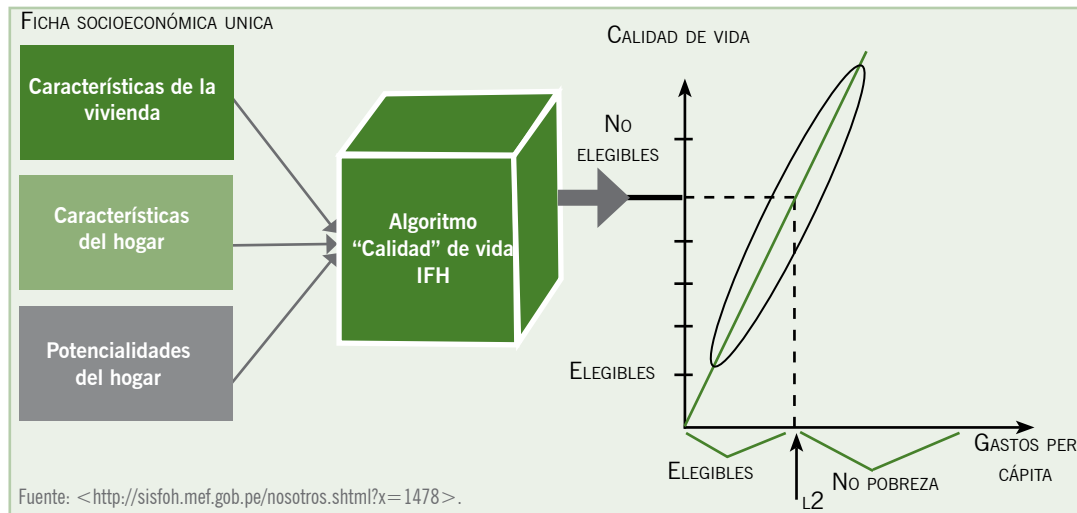 FICHA SOCIOECONÓMICA UNICA
Características de la
vivienda
Características
del hogar
Potencialidades
del hogar
Algoritmo
“Calidad” de vida
IFH
CALIDAD DE VIDA
NO
ELEGIBLES
ELEGIBLES
GASTOS PER
CÁPITA
ELEGIBLES
NO POBREZA
L2
Fuente: <http://sisfoh.mef.gob.pe/nosotros.shtml?x=1478>.